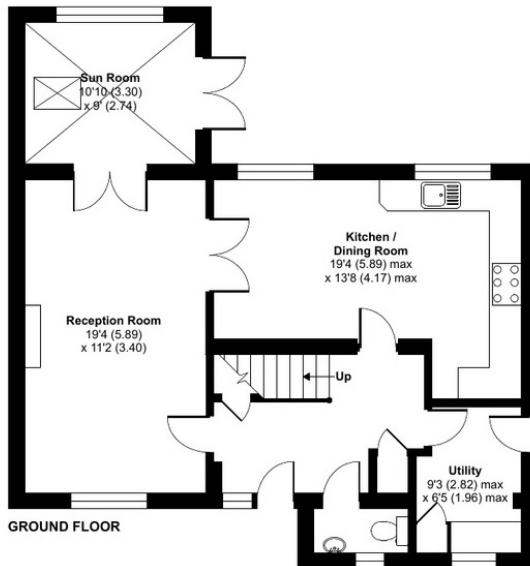 Sun Room
10'10 (3.30)
x 9' (2.74)
Kitchen /
Dining Room
19'4 (5.89) max
x 13'8 (4.17) max
Reception Room
19'4 (5.89)
x 11'2 (3.40)
Up
Utility
9'3 (2.82) max
x 6'5 (1.96) max
GROUND FLOOR